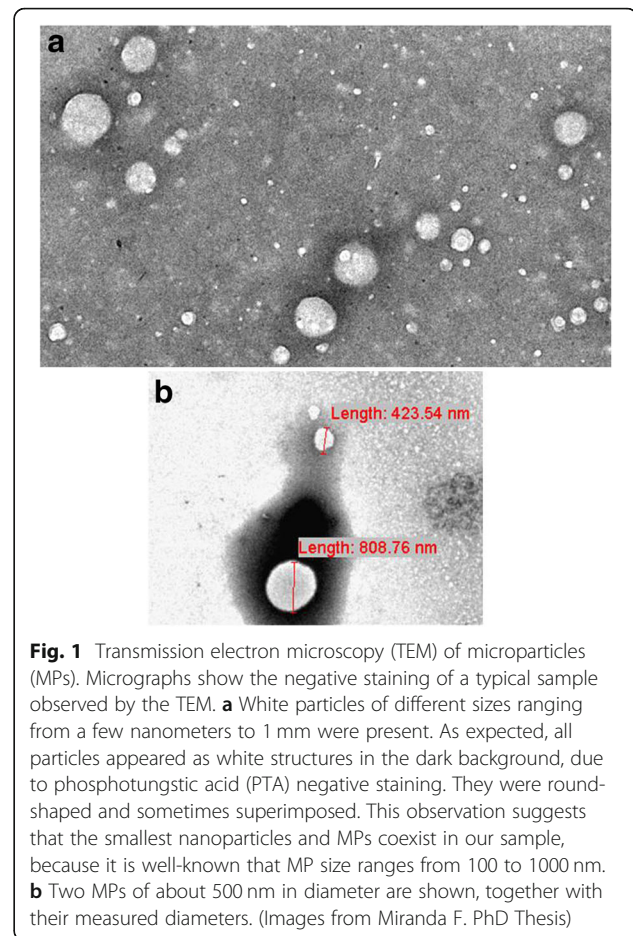 a
b
Length: 423.54 nm
Length: 808.76 nm
Fig. 1 Transmission electron microscopy (TEM) of microparticles
(MPs). Micrographs show the negative staining of a typical sample
observed by the TEM. a White particles of different sizes ranging
from a few nanometers to 1 mm were present. As expected, all
particles appeared as white structures in the dark background, due
to phosphotungstic acid (PTA) negative staining. They were round-
shaped and sometimes superimposed. This observation suggests
that the smallest nanoparticles and MPs coexist in our sample,
because it is well-known that MP size ranges from 100 to 1000 nm.
b Two MPs of about 500 nm in diameter are shown, together with
their measured diameters. (Images from Miranda F. PhD Thesis)